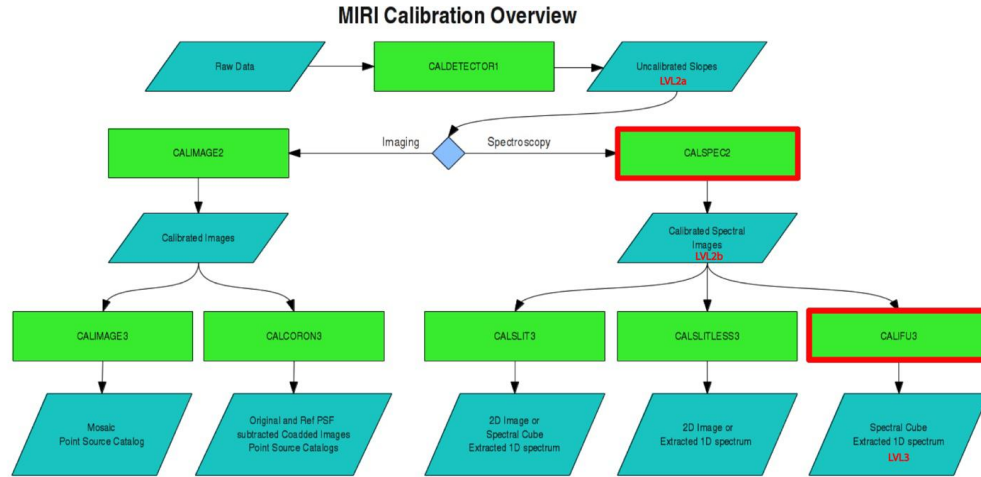 MIRI Calibration Overview
Raw Data
CALDETECTOR1
Uncalibrated Slopes
LVL2a
Imaging
Spectroscopy
CALIMAGE2
CALSPEC2
Calibrated Images
Calibrated Spectral
Images
LVL2b
CALIMAGE3
CALCORON3
CALSLIT3
CALSLITLESS3
CALIFU3
Mosaic
Point Source Catalog
Original and Ref PSF
subtracted Coadded Images
Point Source Catalogs
2D Image or
Spectral Cube
Extracted 1D spectrum
2D Image or
Extracted 1D spectrum
Spectral Cube
Extracted 1D spectrum
LVL3